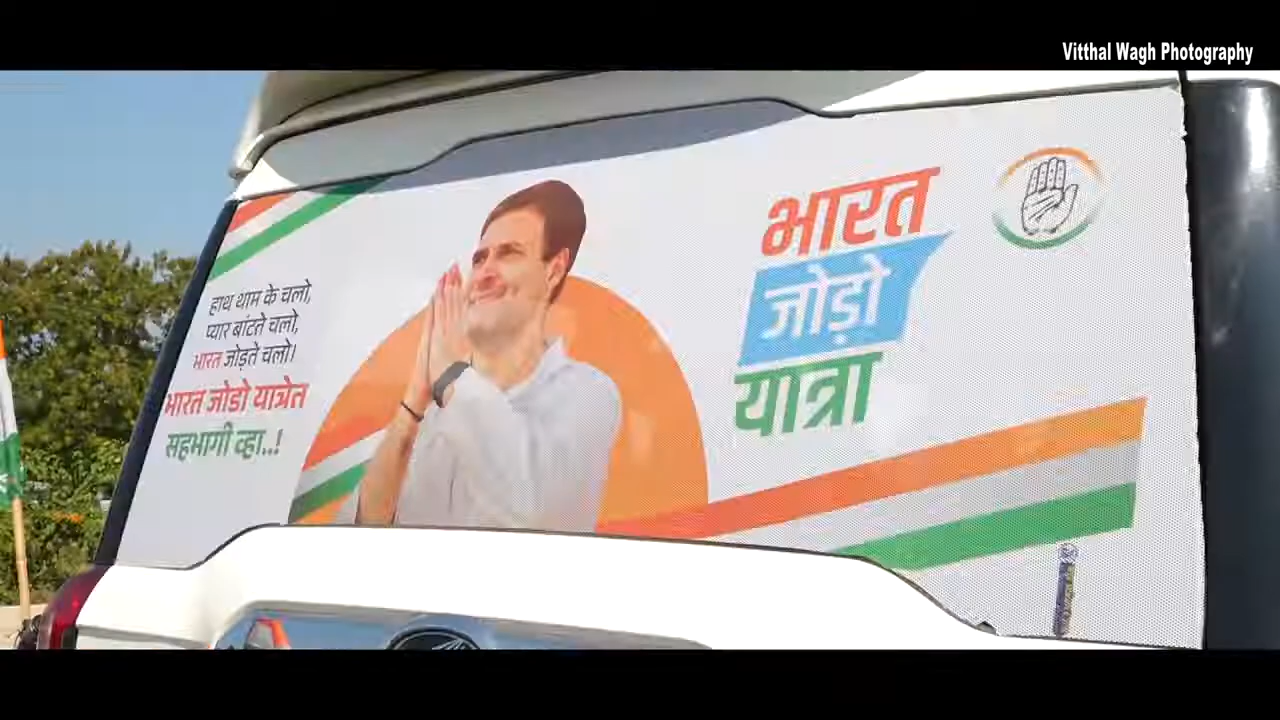 Vitthal Wagh Photography
हाथ थाम के चलो,
प्यार बांटते चलो,
भारत जोड़ते चलो।
भारत जोडो यात्रेत
सहभागी व्हा..!
भारत
जोड़ो
यात्रा